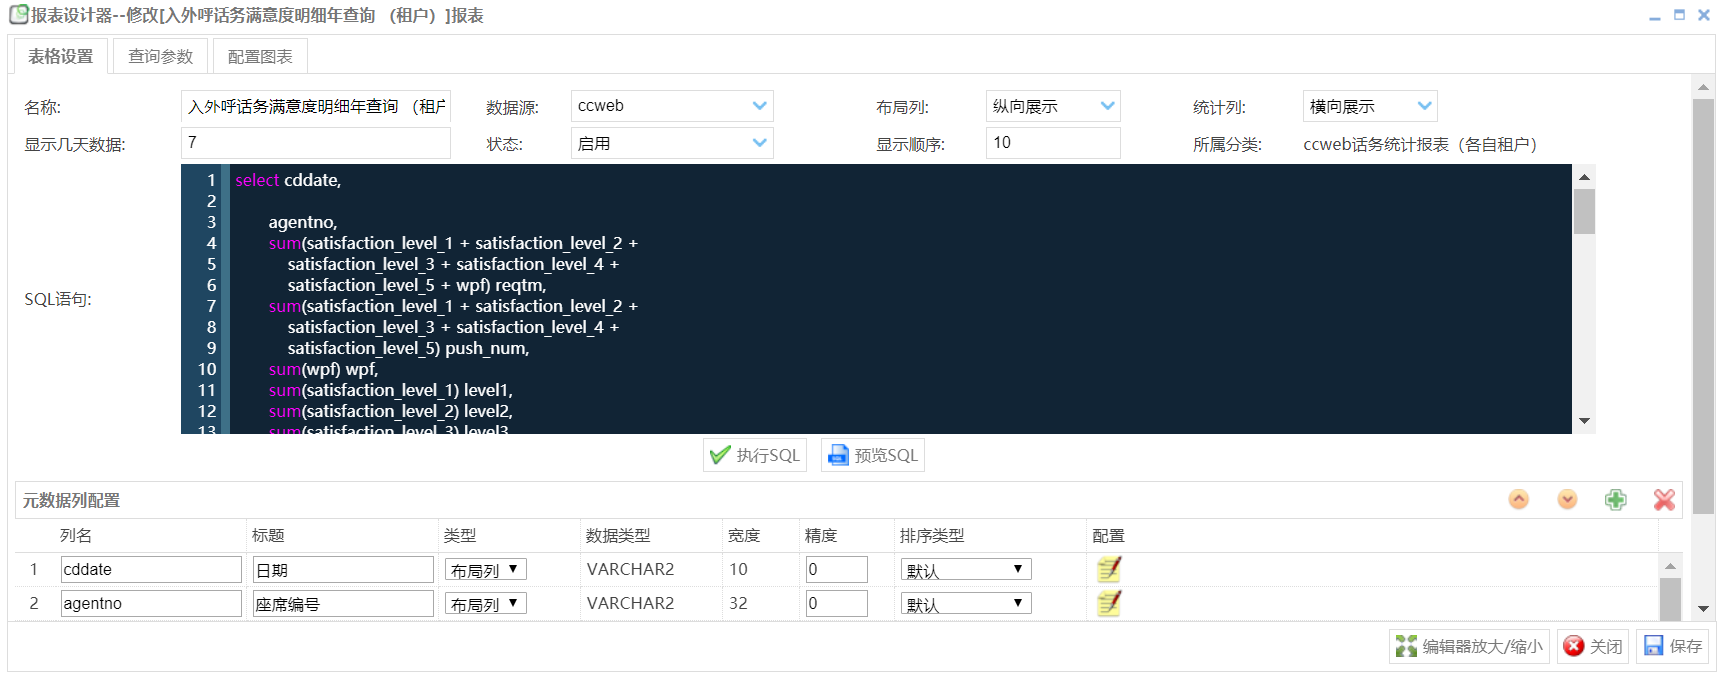 报表设计器--修改[入外呼话务满意度明细年查询 （租户）]报表
表格设置 查询参数 配置图表
名称: 入外呼话务满意度明细年查询 （租户 数据源: ccweb 布局列: 纵向展示 统计列: 横向展示
显示几天数据: 7 状态: 启用 显示顺序: 10 所属分类: ccweb话务统计报表（各自租户）
SQL语句:
1 select cddate,
2
3 agentno,
4 sum(satisfaction_level_1 + satisfaction_level_2 +
5 satisfaction_level_3 + satisfaction_level_4 +
6 satisfaction_level_5 + wpf) reqtm,
7 sum(satisfaction_level_1 + satisfaction_level_2 +
8 satisfaction_level_3 + satisfaction_level_4 +
9 satisfaction_level_5) push_num,
10 sum(wpf) wpf,
11 sum(satisfaction_level_1) level1,
12 sum(satisfaction_level_2) level2,
13 sum(satisfaction_level_3) level3
执行SQL 预览SQL
元数据列配置
列名 标题 类型 数据类型 宽度 精度 排序类型 配置
1 cddate 日期 布局列 VARCHAR2 10 0 默认
2 agentno 座席编号 布局列 VARCHAR2 32 0 默认
编辑器放大/缩小 关闭 保存